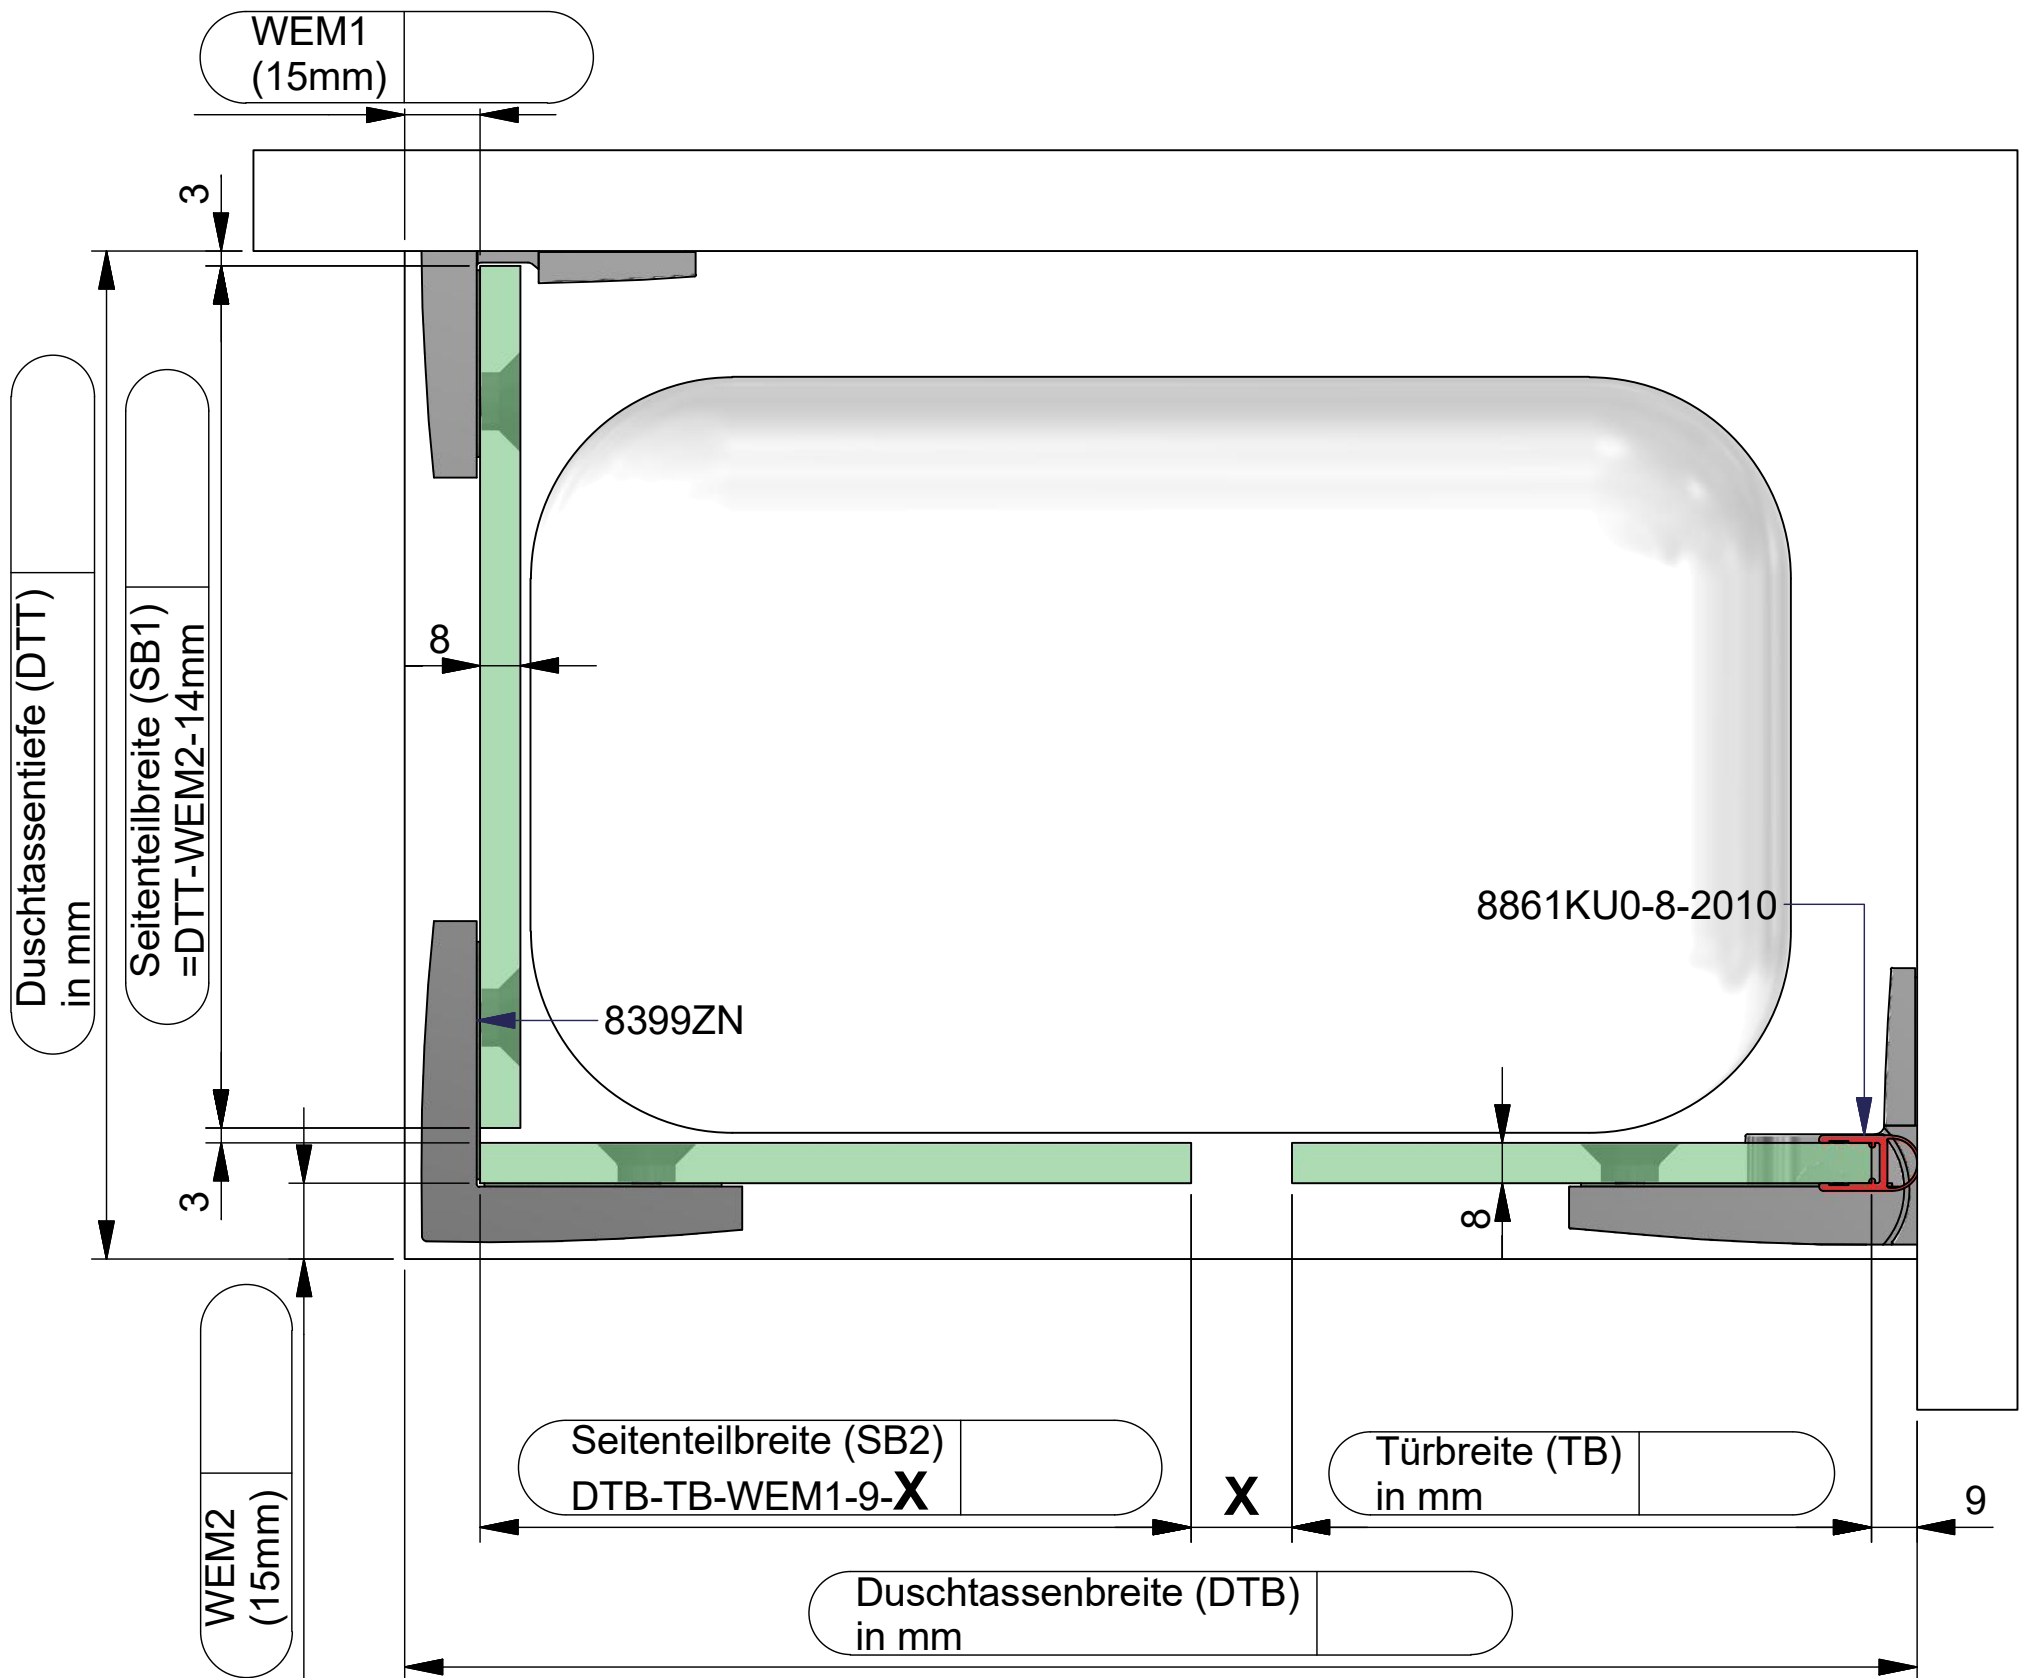 WEM1
(15mm)
3
Duschtassentiefe (DTT)
in mm
Seitenteilbreite (SB1)
=DTT-WEM2-14mm
8
8861KU0-8-2010
8399ZN
3
8
WEM2
(15mm)
Seitenteilbreite (SB2)
DTB-TB-WEM1-9-X
X
Türbreite (TB)
in mm
9
Duschtassenbreite (DTB)
in mm